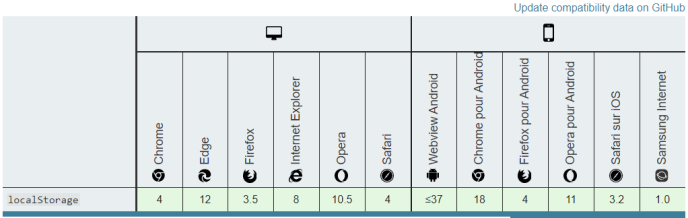 Update compatibility data on GitHub
Chrome
Edge
Firefox
Internet Explorer
Opera
Safari
Webview Android
Chrome pour Android
Firefox pour Android
Opera pour Android
Safari sur iOS
Samsung Internet
localStorage 4 12 3.5 8 10.5 4 ≤37 18 4 11 3.2 1.0